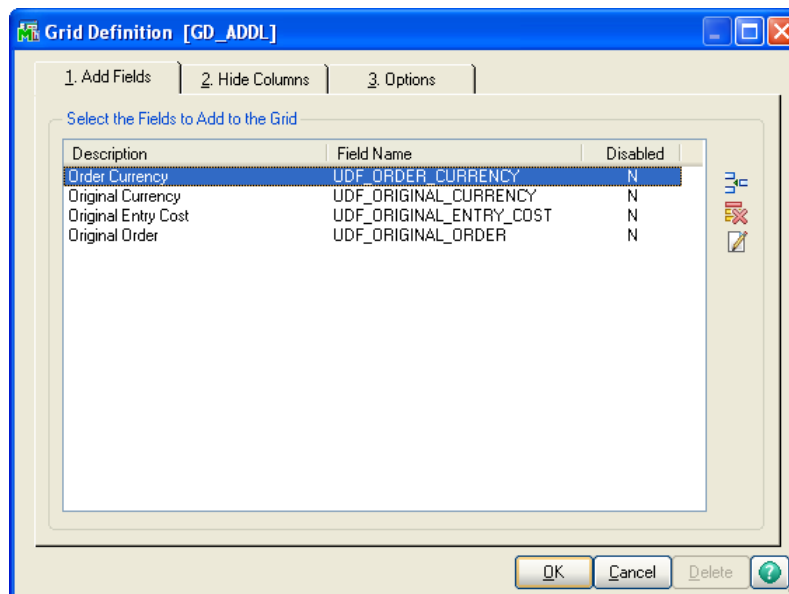 Grid Definition [GD_ADDL]
1. Add Fields 2. Hide Columns 3. Options
Select the Fields to Add to the Grid
Description Field Name Disabled
Order Currency UDF_ORDER_CURRENCY N
Original Currency UDF_ORIGINAL_CURRENCY N
Original Entry Cost UDF_ORIGINAL_ENTRY_COST N
Original Order UDF_ORIGINAL_ORDER N
OK Cancel Delete ?